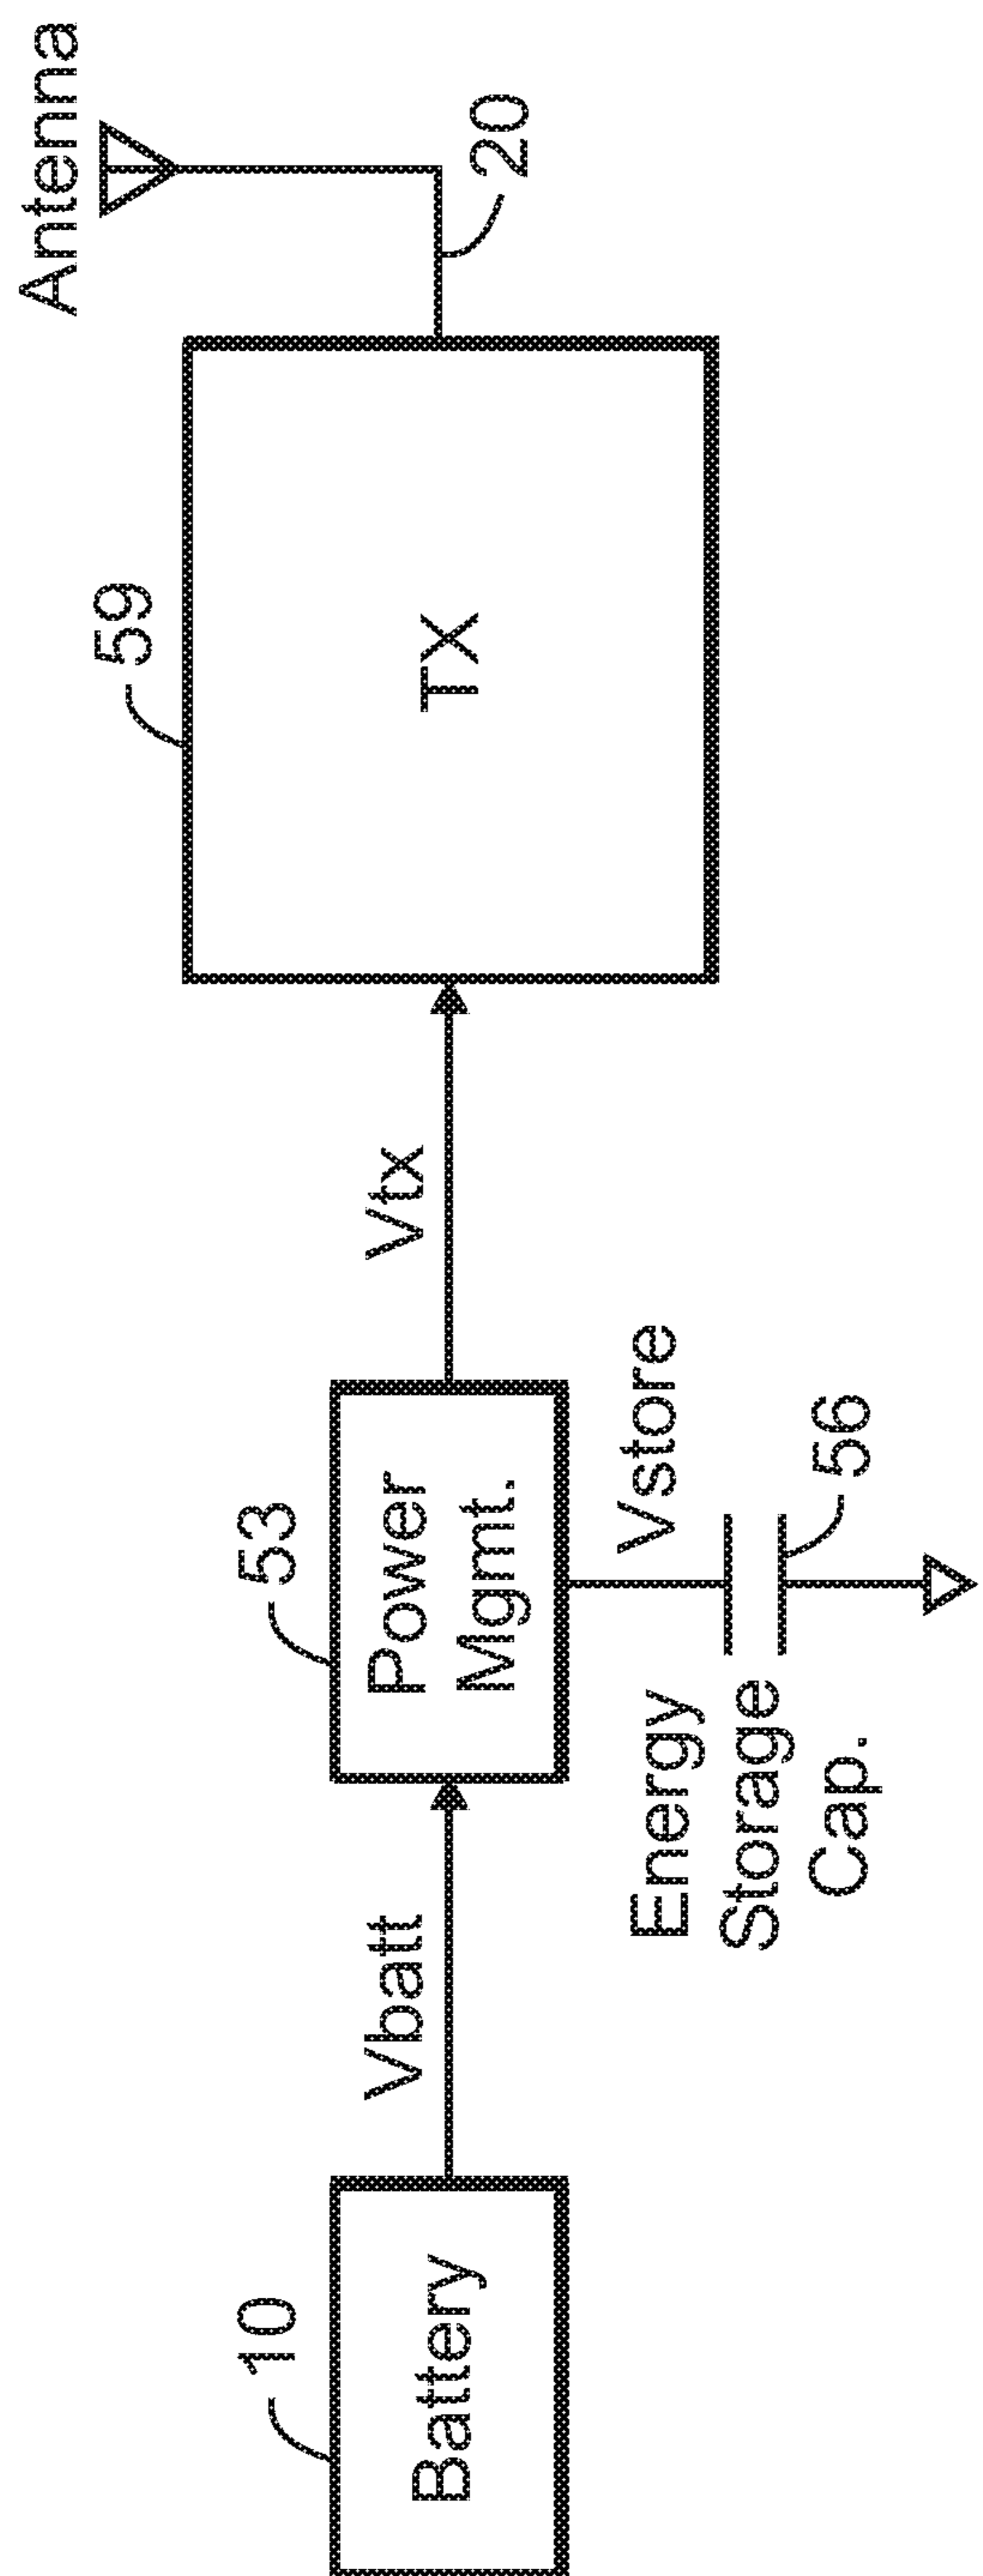 Antenna
59
20
TX
53
Vtx
10
Vbatt
Power
Mgmt.
Battery
Vstore
Energy
Storage
Cap.
56